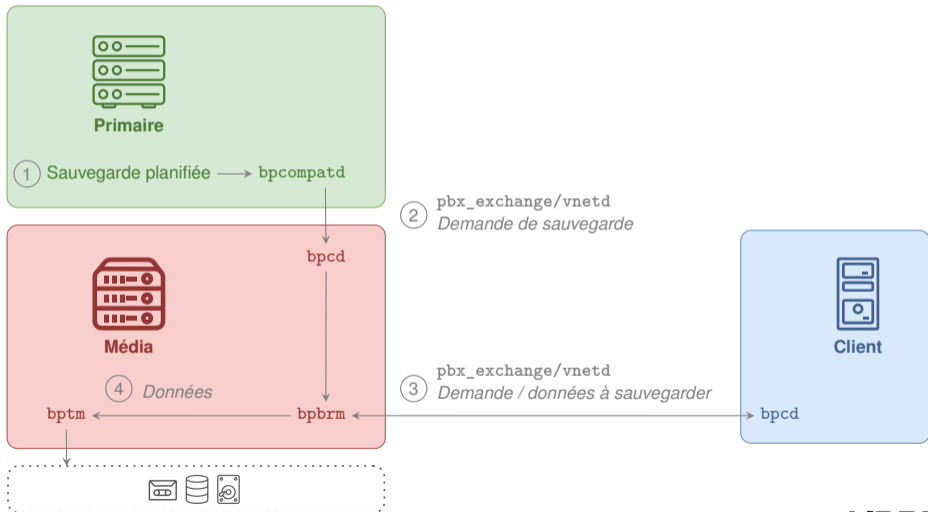 Primaire
1 Sauvegarde planifiée bpcompatd
2 pbx_exchange/vnetd
Demande de sauvegarde
bpcd
Média
Client
3 pbx_exchange/vnetd
Demande / données à sauvegarder
4 Données
bptm bpbrm bpcd